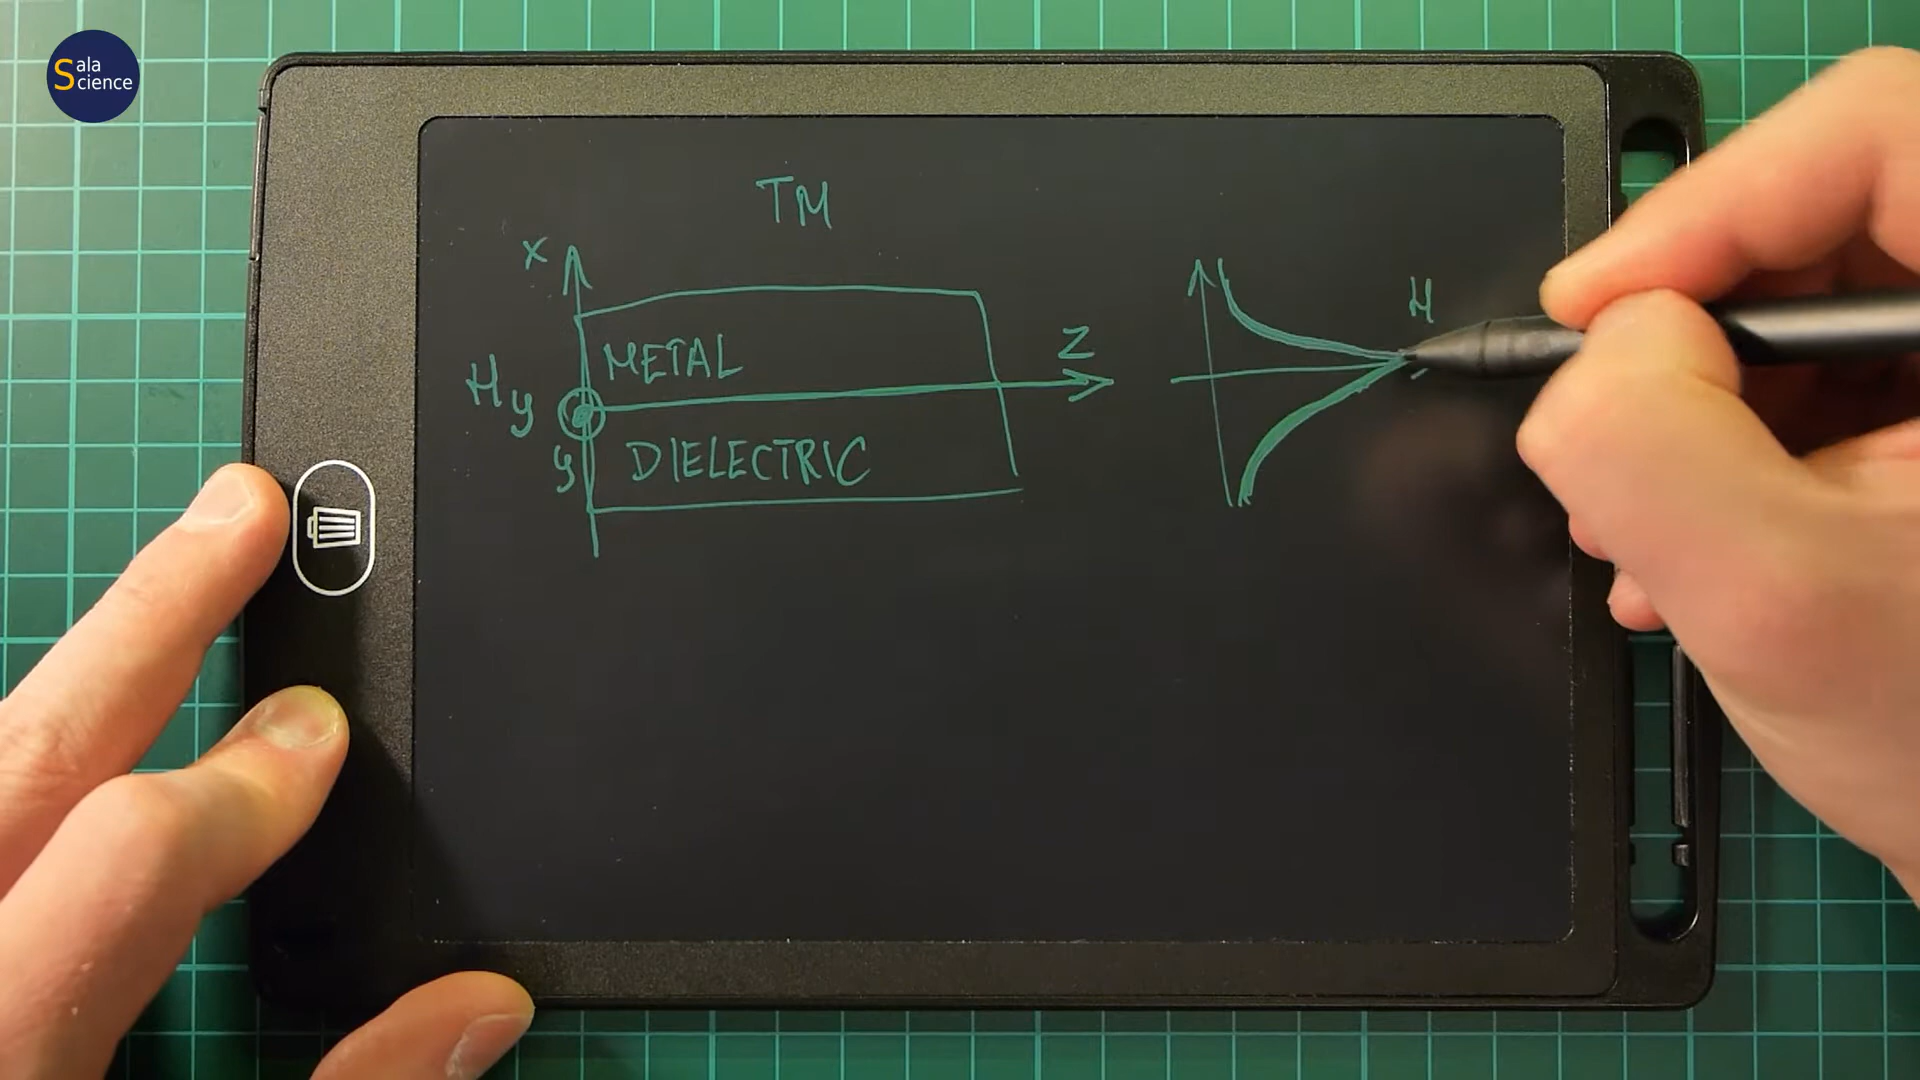 Sala
Science
TM
x
METAL
Z
Hy
y
DIELECTRIC
H